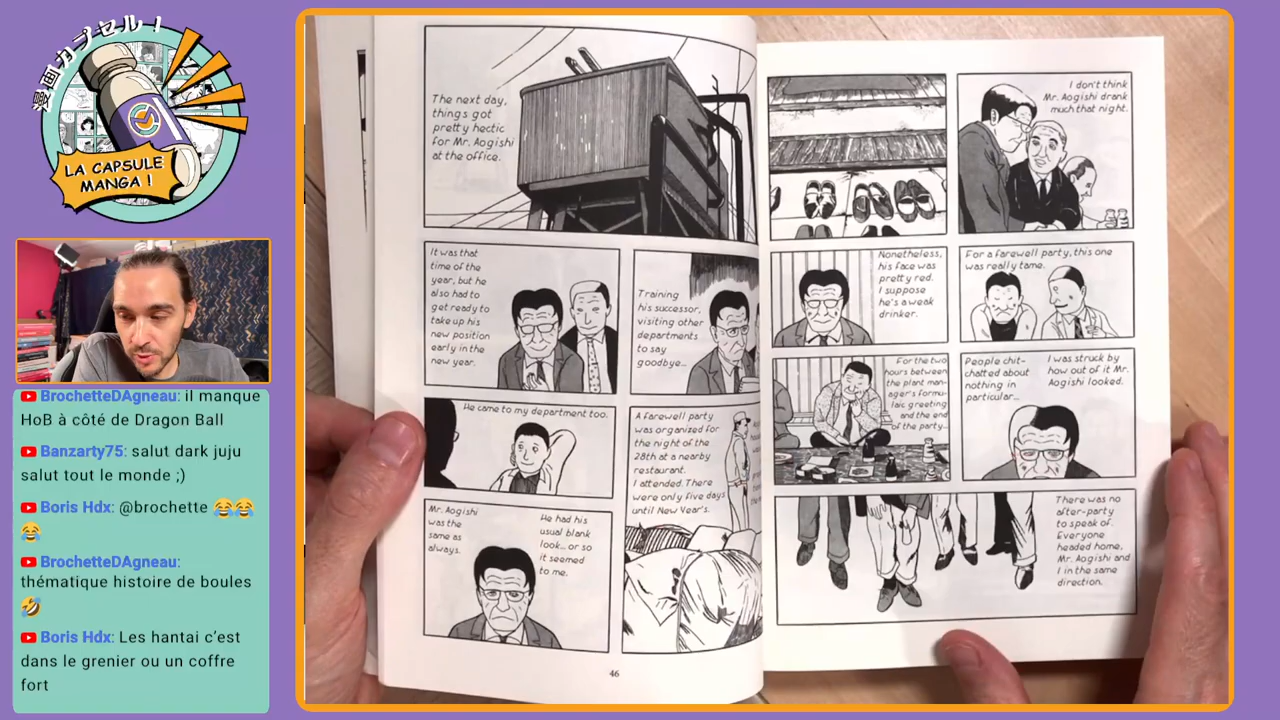 漫画カプセル!
LA CAPSULE
MANGA !
BrochetteDAgneau: il manque
HoB à côté de Dragon Ball
Banzarty75: salut dark juju
salut tout le monde ;)
Boris Hdx: @brochette 😂😂
😂
BrochetteDAgneau:
thématique histoire de boules
🤣
Boris Hdx: Les hantai c’est
dans le grenier ou un coffre
fort
The next day,
things got
pretty hectic
for Mr. Aogishi
at the office.
It was that
time of the
year, but he
also had to
get ready to
take up his
new position
early in the
new year.
Training
his successor,
visiting other
departments
to say
goodbye...
He came to my department too.
Mr. Aogishi
was the
same as
always.
He had his
usual blank
look... or so
it seemed
to me.
A farewell party
was organized for
the night of the
28th at a nearby
restaurant.
I attended. There
were only five days
until New Year's.
46
I don't think
Mr. Aogishi drank
much that night.
Nonetheless,
his face was
pretty red.
I suppose
he's a weak
drinker.
For a farewell party, this one
was really tame.
For the two
hours between
the plant man-
ager's formu-
laic greeting
and the end
of the party...
People chit-
chatted about
nothing in
particular...
I was struck by
how out of it Mr.
Aogishi looked.
There was no
after-party
to speak of.
Everyone
headed home,
Mr. Aogishi and
I in the same
direction.